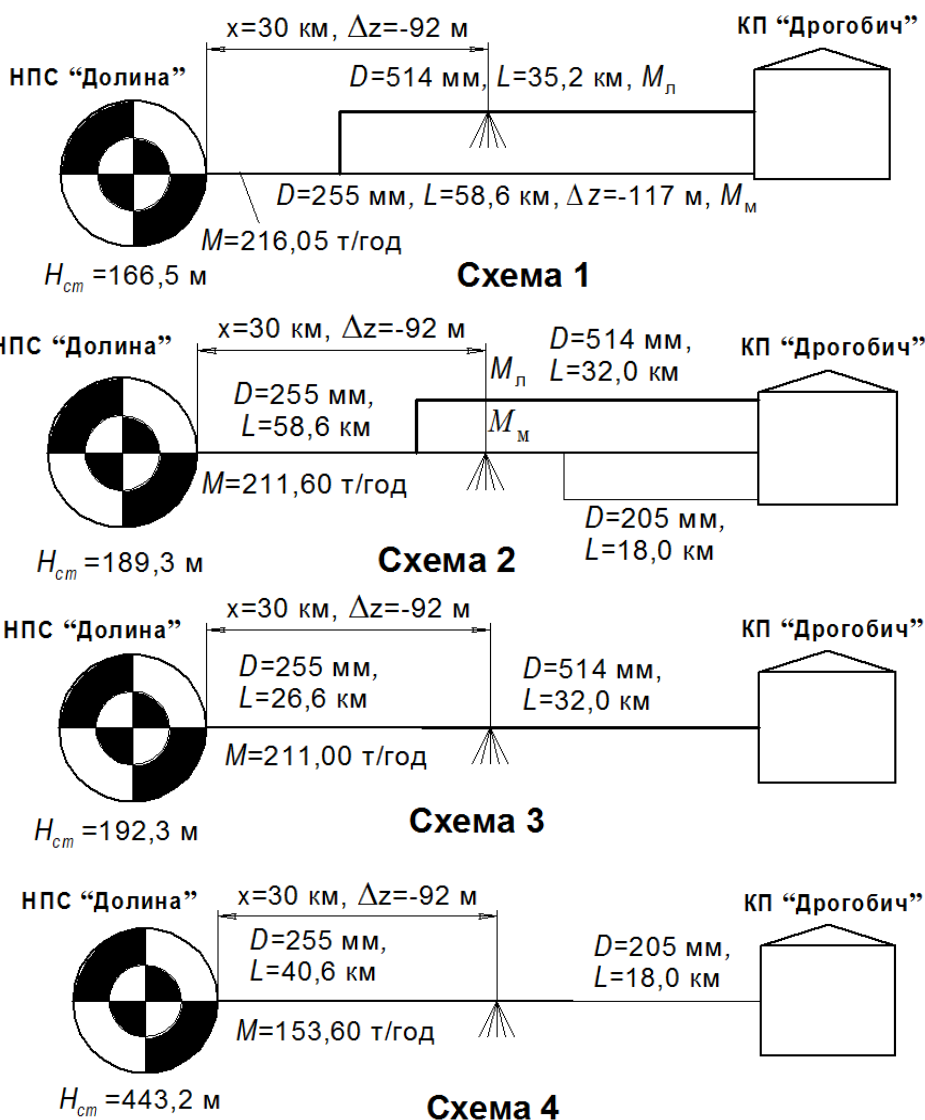 x=30 км, Δz=-92 м
КП “Дрогобич”
НПС “Долина”
D=514 мм, L=35,2 км, Mл
D=255 мм, L=58,6 км, Δz=-117 м, Mм
M=216,05 т/год
Hст =166,5 м
Схема 1
x=30 км, Δz=-92 м
НПС “Долина”
D=514 мм,
L=32,0 км
КП “Дрогобич”
Mл
D=255 мм,
L=58,6 км
Mм
M=211,60 т/год
D=205 мм,
L=18,0 км
Hст =189,3 м
Схема 2
x=30 км, Δz=-92 м
НПС “Долина”
КП “Дрогобич”
D=255 мм,
L=26,6 км
D=514 мм,
L=32,0 км
M=211,00 т/год
Hст =192,3 м
Схема 3
НПС “Долина”
x=30 км, Δz=-92 м
КП “Дрогобич”
D=255 мм,
L=40,6 км
D=205 мм,
L=18,0 км
M=153,60 т/год
Hст =443,2 м
Схема 4